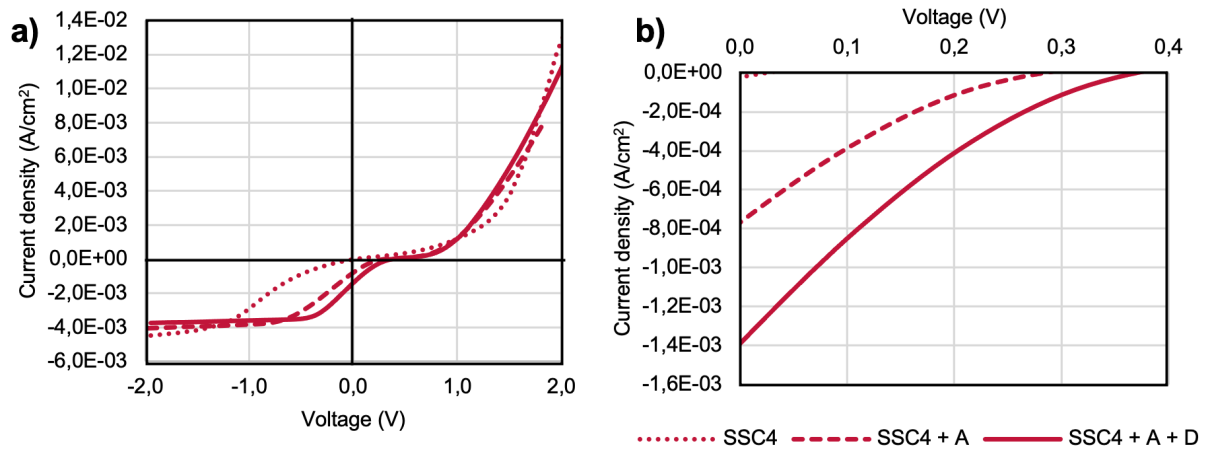 a)
Current density (A/cm²)
1,4E-02
1,2E-02
1,0E-02
8,0E-03
6,0E-03
4,0E-03
2,0E-03
0,0E+00
-2,0E-03
-4,0E-03
-6,0E-03
-2,0 -1,0 0,0 1,0 2,0
Voltage (V)
b)
Voltage (V)
0,0 0,1 0,2 0,3 0,4
Current density (A/cm²)
0,0E+00
-2,0E-04
-4,0E-04
-6,0E-04
-8,0E-04
-1,0E-03
-1,2E-03
-1,4E-03
-1,6E-03
SSC4 SSC4 + A SSC4 + A + D